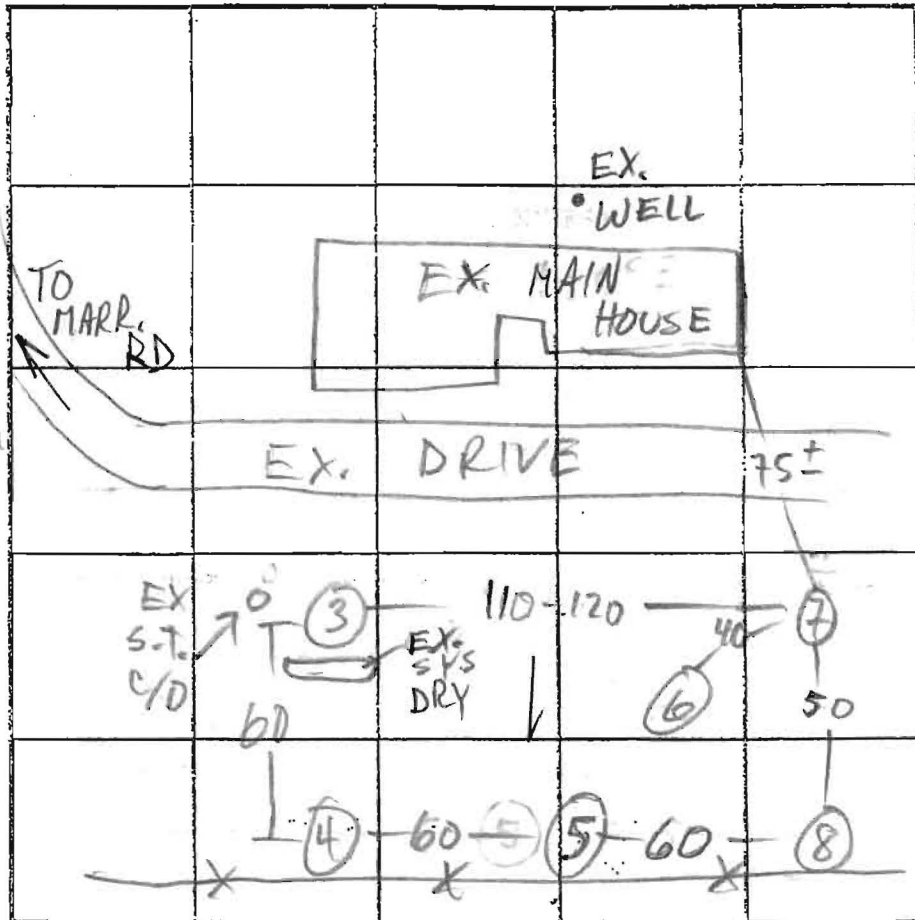 EX.
WELL
EX. MAIN
HOUSE
TO
MARR.
RD
EX. DRIVE
75±
EX
S.T.
C/O
3
110-120
7
EX.
SYS
DRY
40
6
50
60
4
60
5
5
60
8